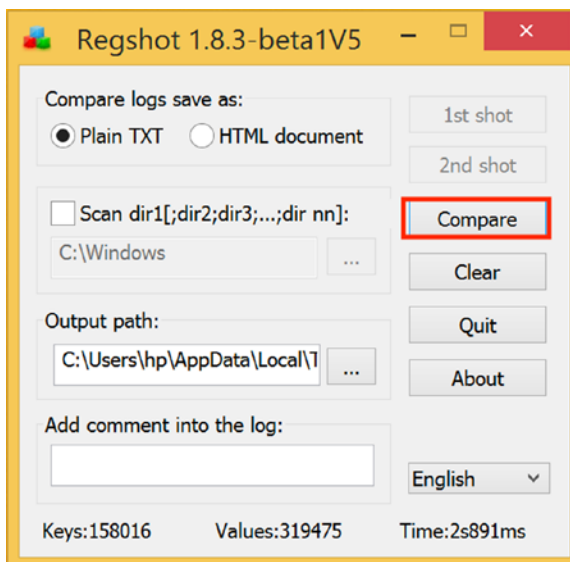 Regshot 1.8.3-beta1V5
Compare logs save as:
Plain TXT
HTML document
1st shot
2nd shot
Scan dir1[;dir2;dir3;...;dir nn]:
Compare
C:\Windows
...
Clear
Output path:
Quit
C:\Users\hp\AppData\Local\T
...
About
Add comment into the log:
English
Keys:158016
Values:319475
Time:2s891ms